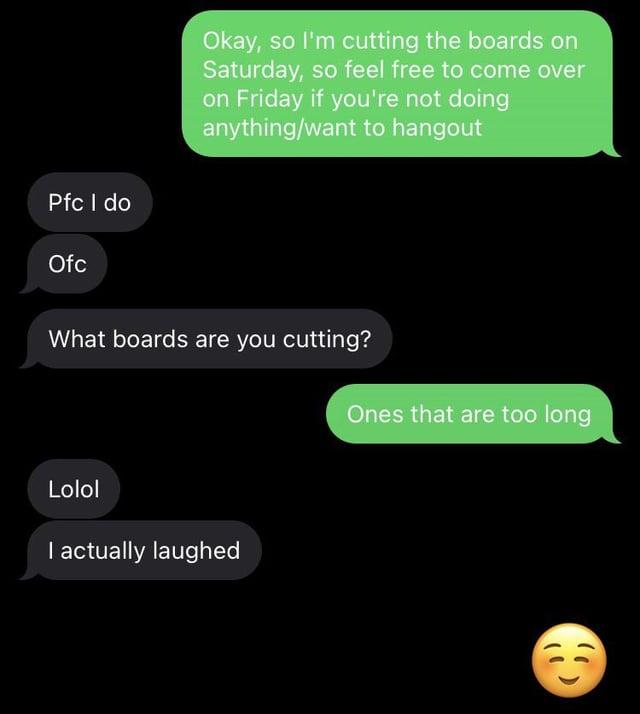 Okay, so I'm cutting the boards on
Saturday, so feel free to come over
on Friday if you're not doing
anything/want to hangout
Pfc I do
Ofc
What boards are you cutting?
Ones that are too long
Lolol
I actually laughed